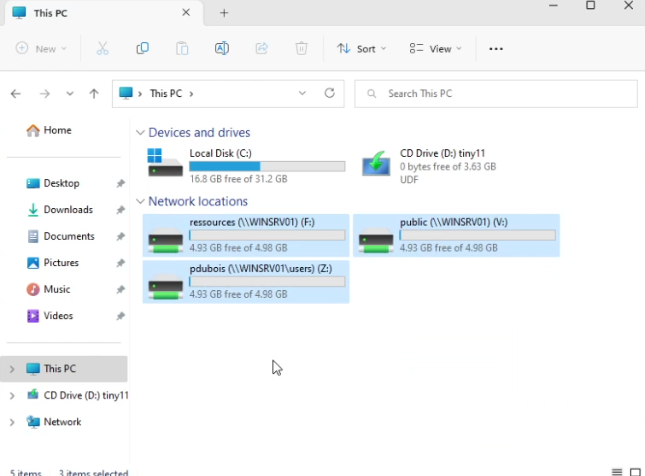 This PC
New
Sort
View
This PC
Search This PC
Home
Desktop
Downloads
Documents
Pictures
Music
Videos
This PC
CD Drive (D:) tiny11
Network
Devices and drives
Local Disk (C:)
16.8 GB free of 31.2 GB
CD Drive (D:) tiny11
0 bytes free of 3.63 GB
UDF
Network locations
ressources (\\WINSRV01) (F:)
4.93 GB free of 4.98 GB
public (\\WINSRV01) (V:)
4.93 GB free of 4.98 GB
pdubois (\\WINSRV01\users) (Z:)
4.93 GB free of 4.98 GB
5 items 3 items selected